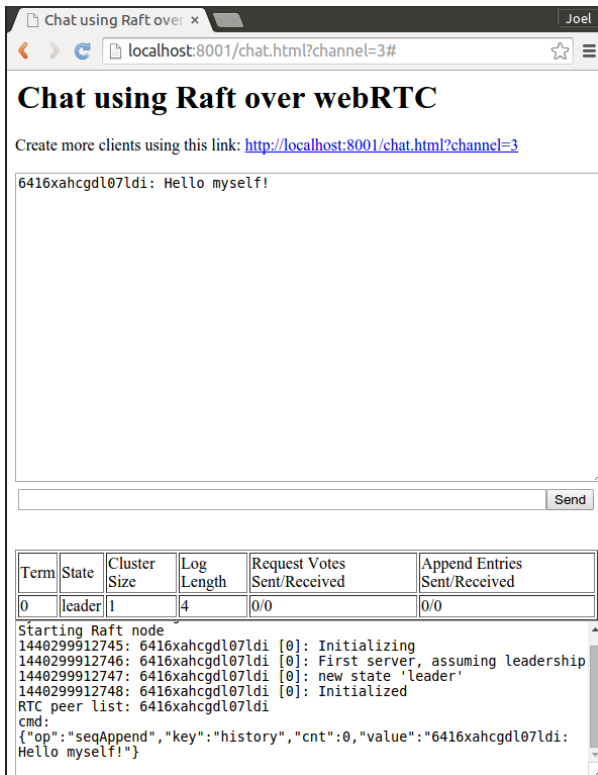 Chat using Raft over
Joel
localhost:8001/chat.html?channel=3#
Chat using Raft over webRTC
Create more clients using this link: http://localhost:8001/chat.html?channel=3
6416xahcgdl07ldi: Hello myself!
Send
Term State Cluster Size Log Length Request Votes Sent/Received Append Entries Sent/Received
0 leader 1 4 0/0 0/0
Starting Raft node
1440299912745: 6416xahcgdl07ldi [0]: Initializing
1440299912746: 6416xahcgdl07ldi [0]: First server, assuming leadership
1440299912747: 6416xahcgdl07ldi [0]: new state 'leader'
1440299912748: 6416xahcgdl07ldi [0]: Initialized
RTC peer list: 6416xahcgdl07ldi
cmd:
{"op":"seqAppend","key":"history","cnt":0,"value":"6416xahcgdl07ldi:
Hello myself!"}